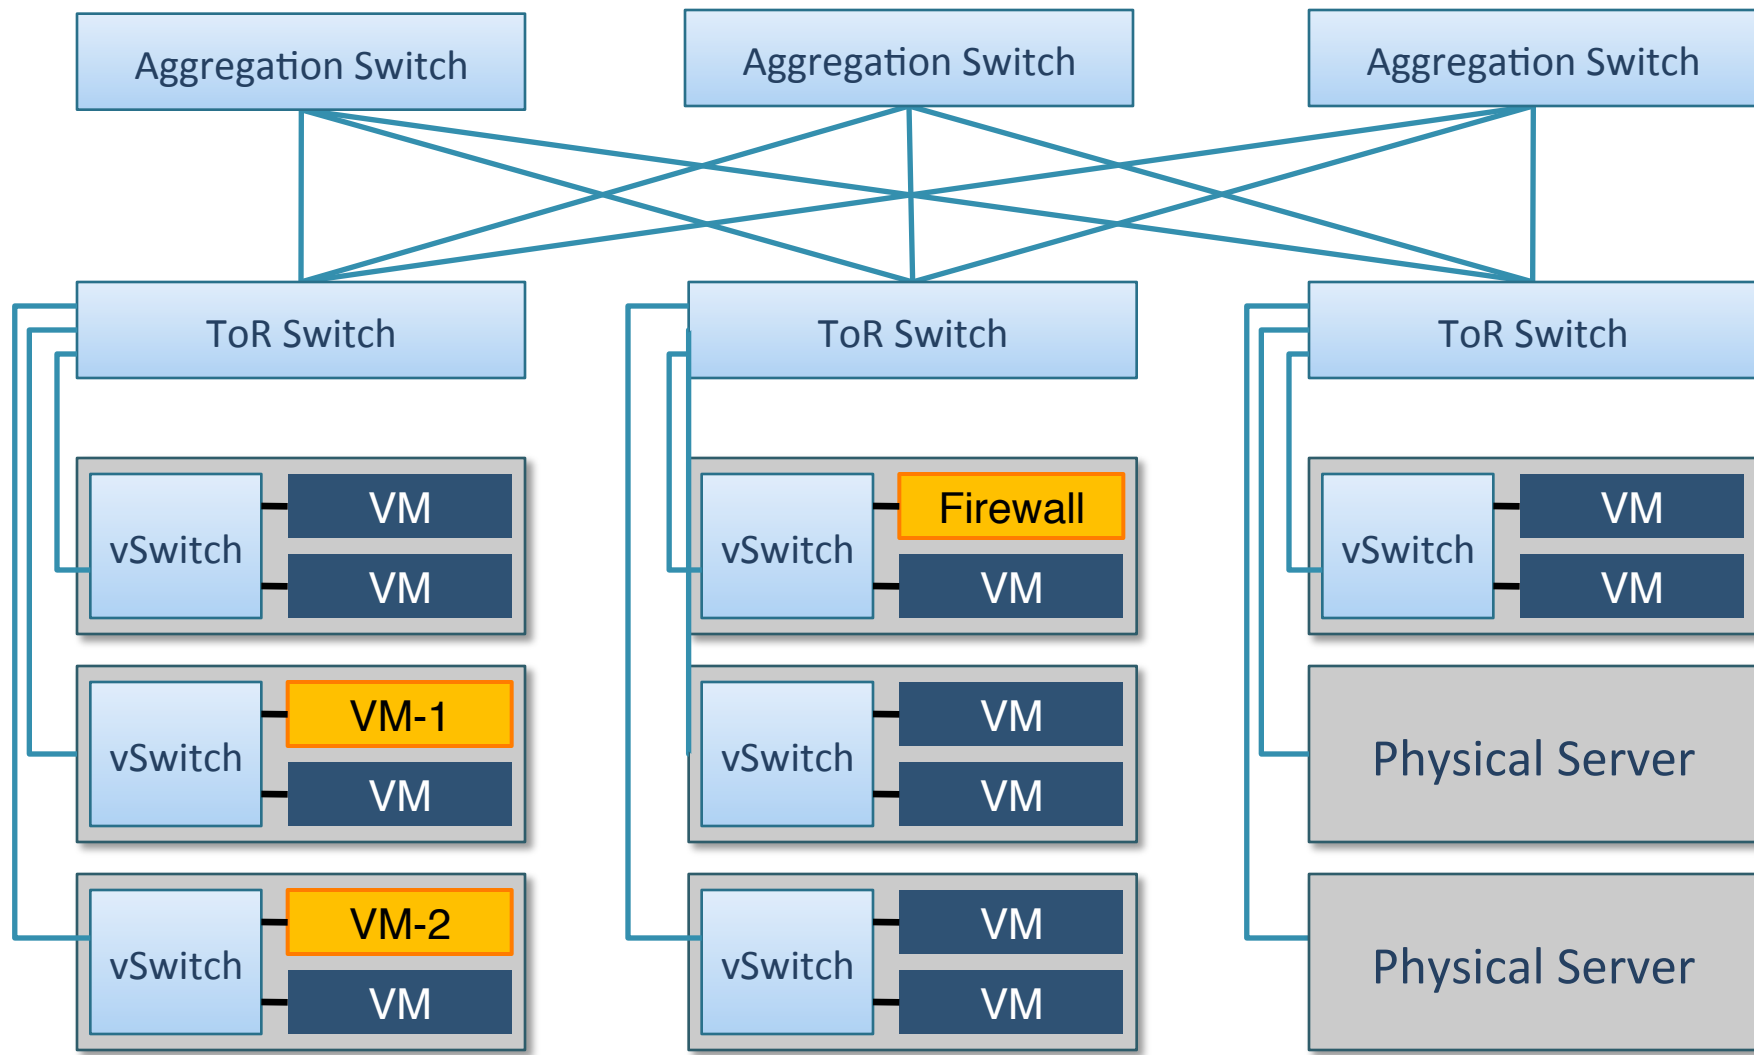 Aggregation Switch
Aggregation Switch
Aggregation Switch
ToR Switch
ToR Switch
ToR Switch
vSwitch
VM
VM
vSwitch
Firewall
VM
vSwitch
VM
VM
vSwitch
VM-1
VM
vSwitch
VM
VM
Physical Server
vSwitch
VM-2
VM
vSwitch
VM
VM
Physical Server